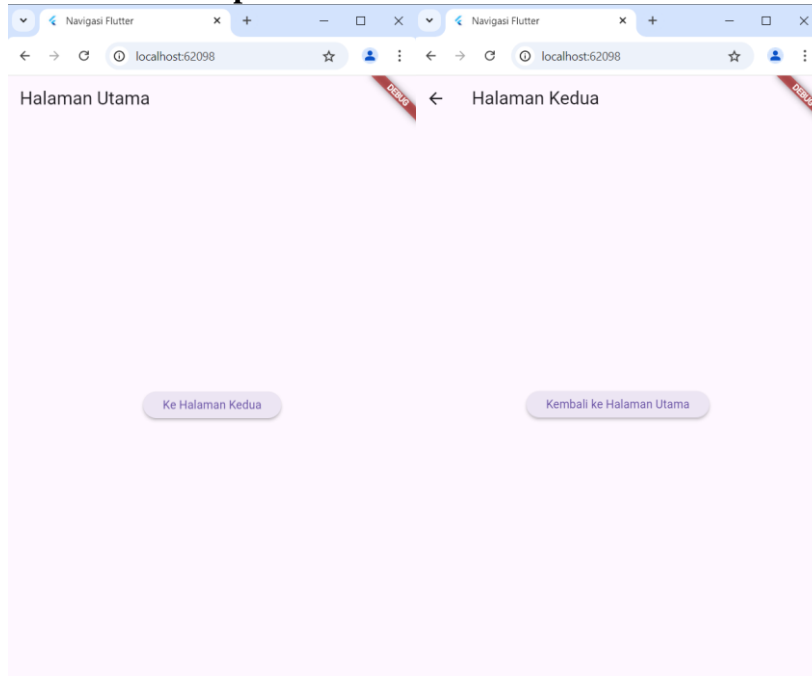 Navigasi Flutter
localhost:62098
Halaman Utama
DEBUG
Ke Halaman Kedua
Navigasi Flutter
localhost:62098
Halaman Kedua
DEBUG
Kembali ke Halaman Utama